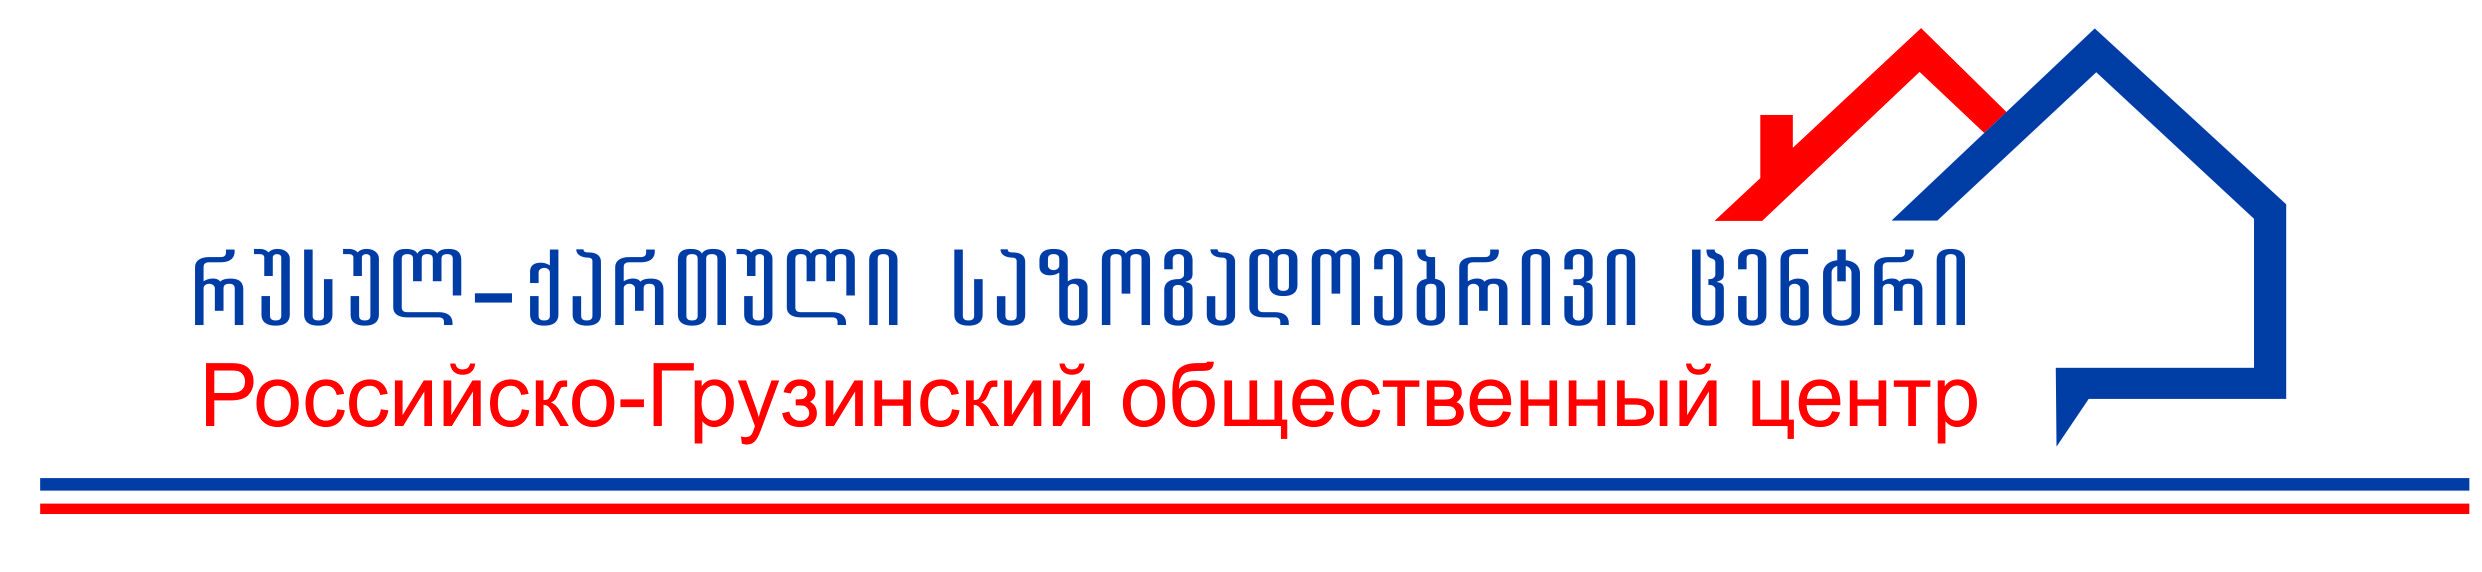 რუსულ-ქართული საზოგადოებრივი ცენტრი
Российско-Грузинский общественный центр